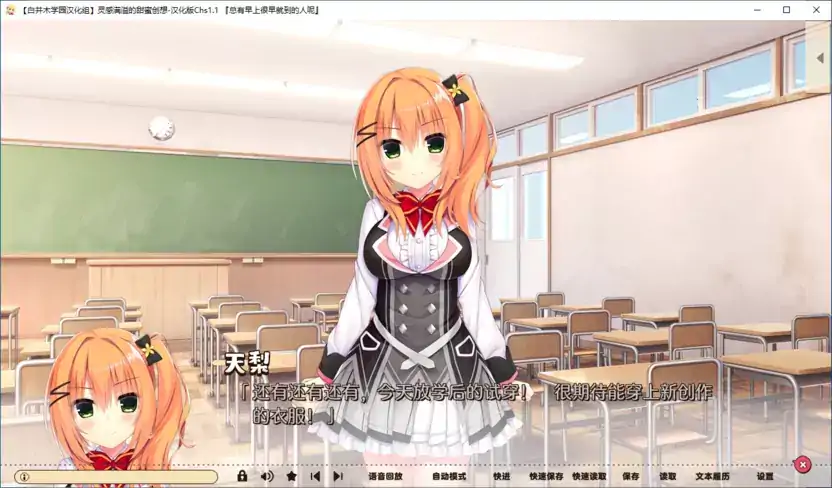 【白井木学园汉化组】灵感满溢的甜蜜创想-汉化版Chs1.1 『总有早上很早就到的人呢』
天梨
「还有还有还有，今天放学后的试穿！ 很期待能穿上新创作
的衣服！」
语音回放 自动模式 快进 快速保存 快速读取 保存 读取 文本履历 设置